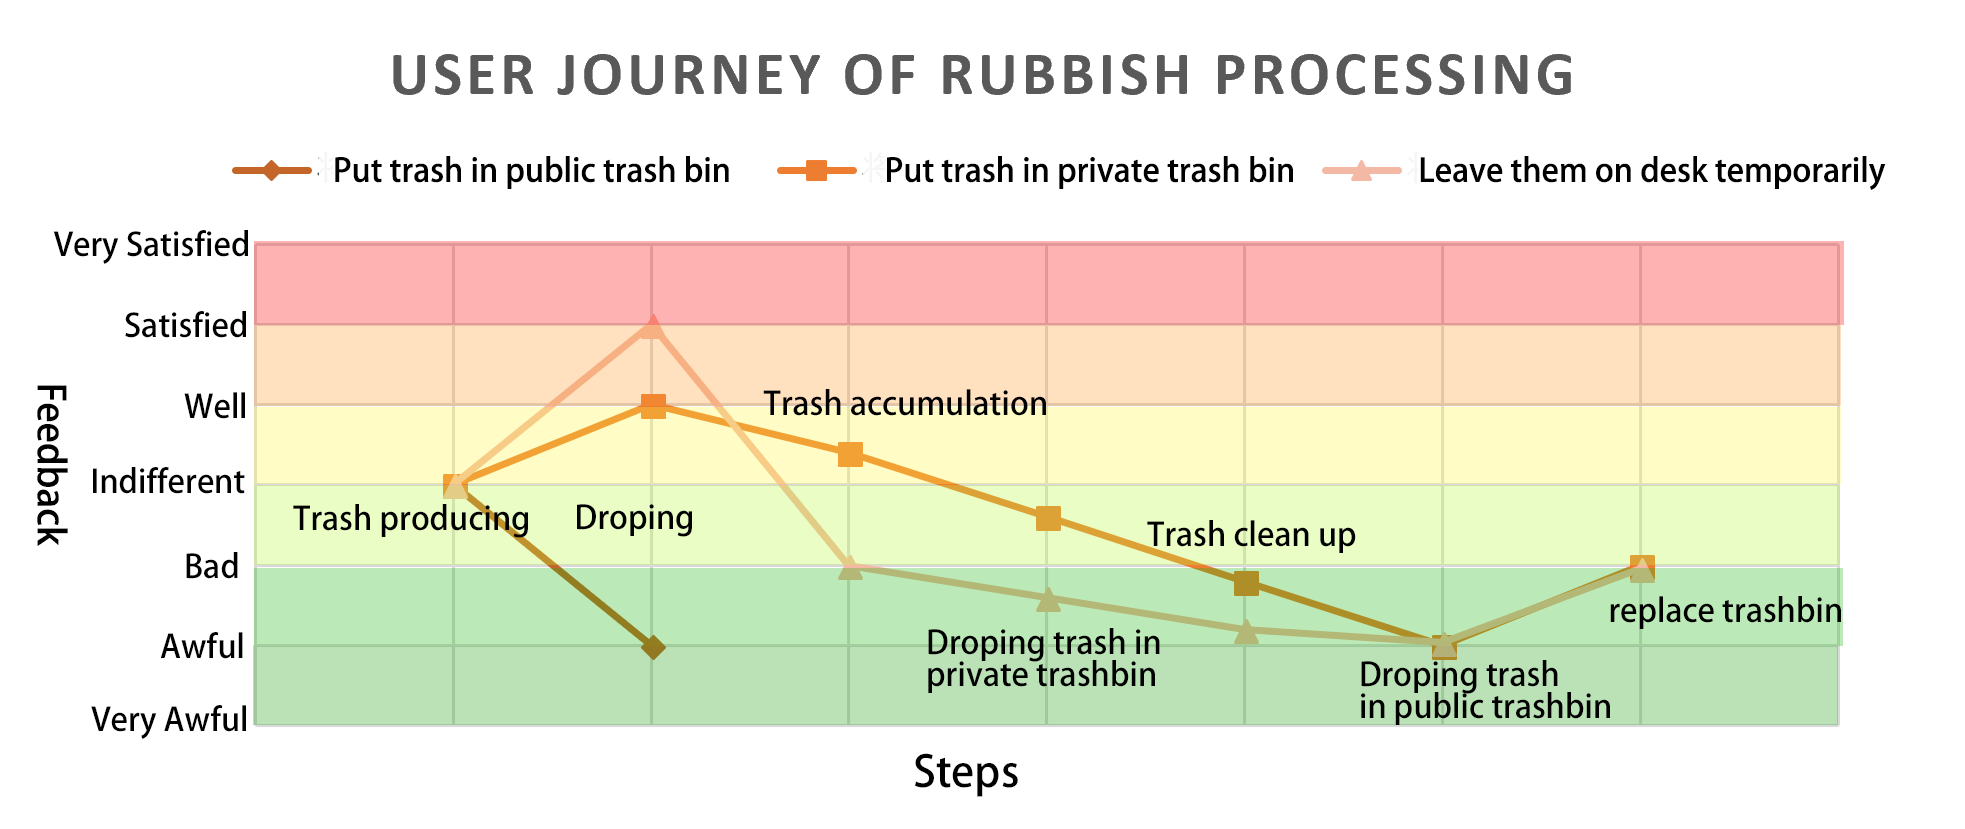 USER JOURNEY OF RUBBISH PROCESSING
Put trash in public trash bin
Put trash in private trash bin
Leave them on desk temporarily
Very Satisfied
Satisfied
Well
Indifferent
Bad
Awful
Very Awful
Feedback
Trash accumulation
Trash producing
Droping
Trash clean up
replace trashbin
Droping trash in
private trashbin
Droping trash
in public trashbin
Steps